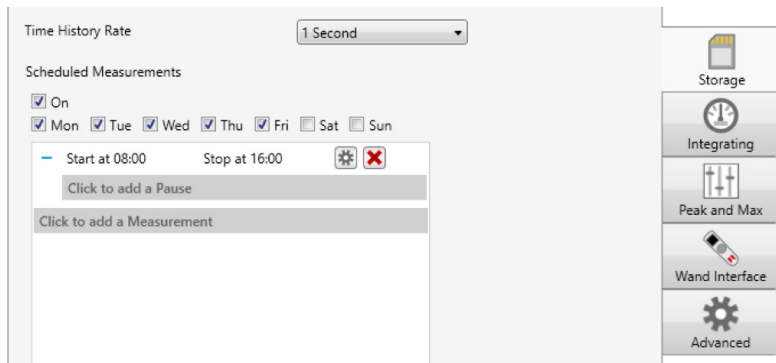 Time History Rate
1 Second
Scheduled Measurements
On
Mon Tue Wed Thu Fri Sat Sun
Start at 08:00 Stop at 16:00
Click to add a Pause
Click to add a Measurement
Storage
Integrating
Peak and Max
Wand Interface
Advanced